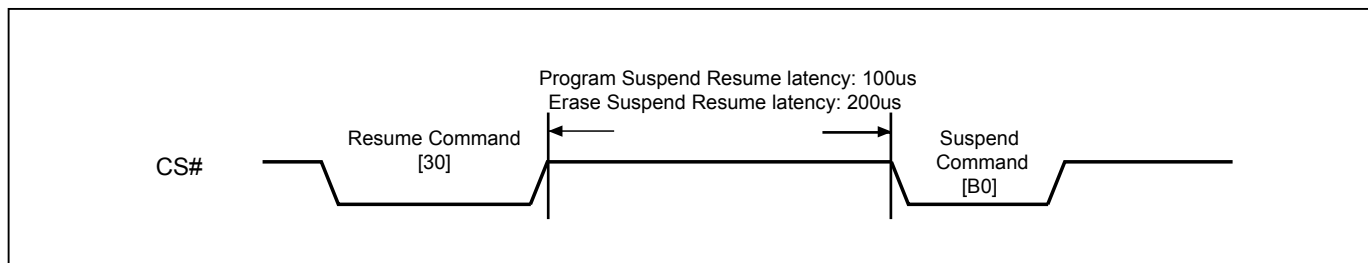 Program Suspend Resume latency: 100us
Erase Suspend Resume latency: 200us
Resume Command
[30]
Suspend
Command
[B0]
CS#